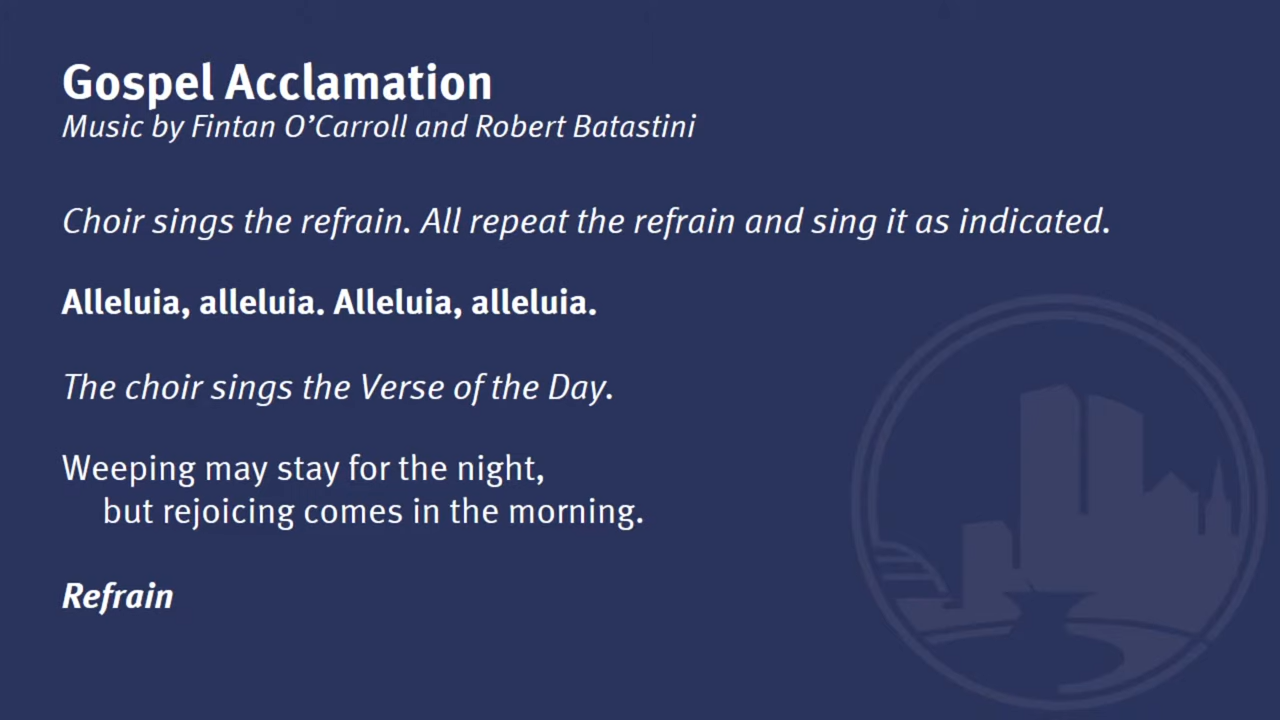 Gospel Acclamation
Music by Fintan O’Carroll and Robert Batastini
Choir sings the refrain. All repeat the refrain and sing it as indicated.
Alleluia, alleluia. Alleluia, alleluia.
The choir sings the Verse of the Day.
Weeping may stay for the night,
but rejoicing comes in the morning.
Refrain